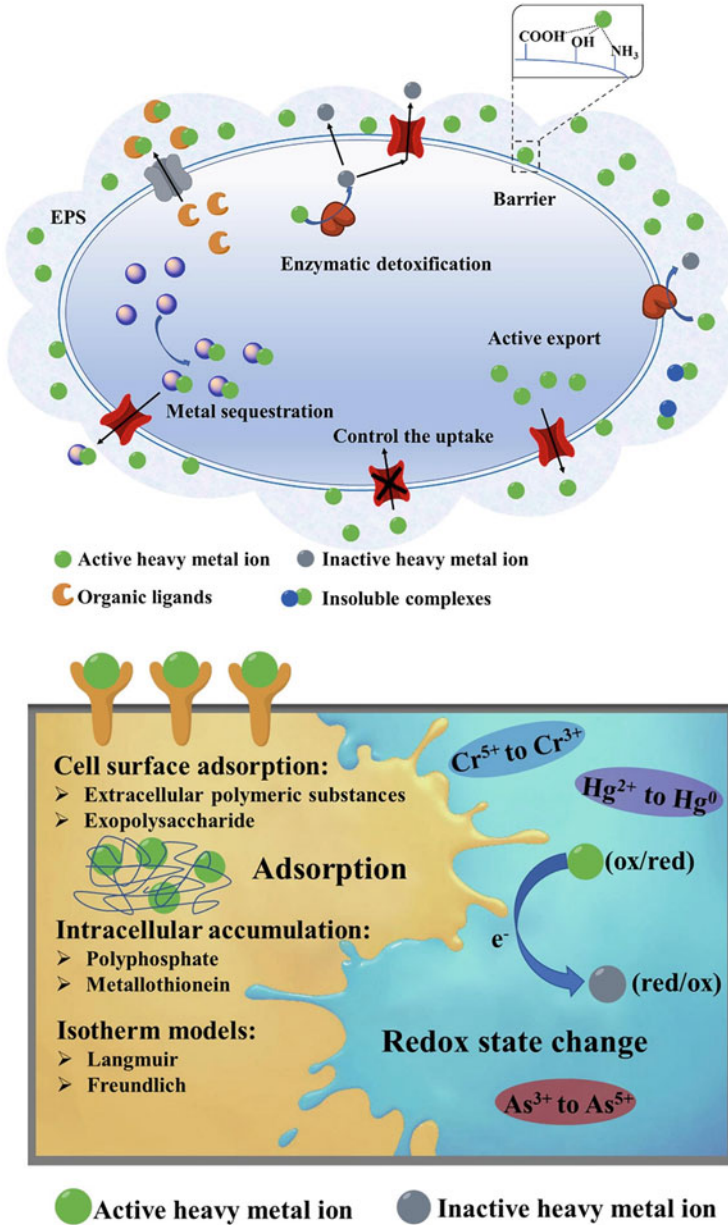 COOH
OH
NH3
EPS
Barrier
Enzymatic detoxification
Active export
Metal sequestration
Control the uptake
Active heavy metal ion
Inactive heavy metal ion
Organic ligands
Insoluble complexes
Cell surface adsorption:
➢ Extracellular polymeric substances
➢ Exopolysaccharide
Adsorption
Intracellular accumulation:
➢ Polyphosphate
➢ Metallothionein
Isotherm models:
➢ Langmuir
➢ Freundlich
Cr5+ to Cr3+
Hg2+ to Hg0
(ox/red)
e-
(red/ox)
Redox state change
As3+ to As5+
Active heavy metal ion
Inactive heavy metal ion